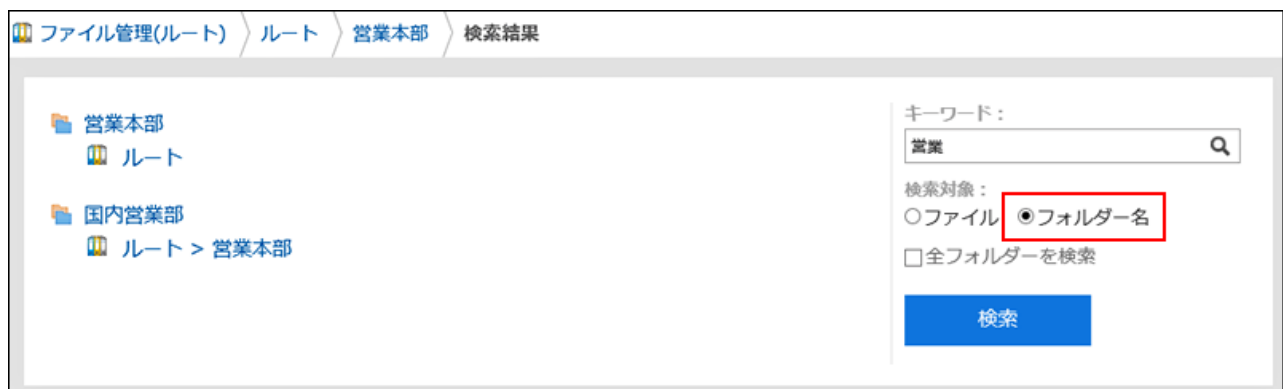 ファイル管理(ルート) ルート 営業本部 検索結果
営業本部
ルート
国内営業部
ルート > 営業本部
キーワード：
営業
検索対象：
ファイル フォルダー名
全フォルダーを検索
検索